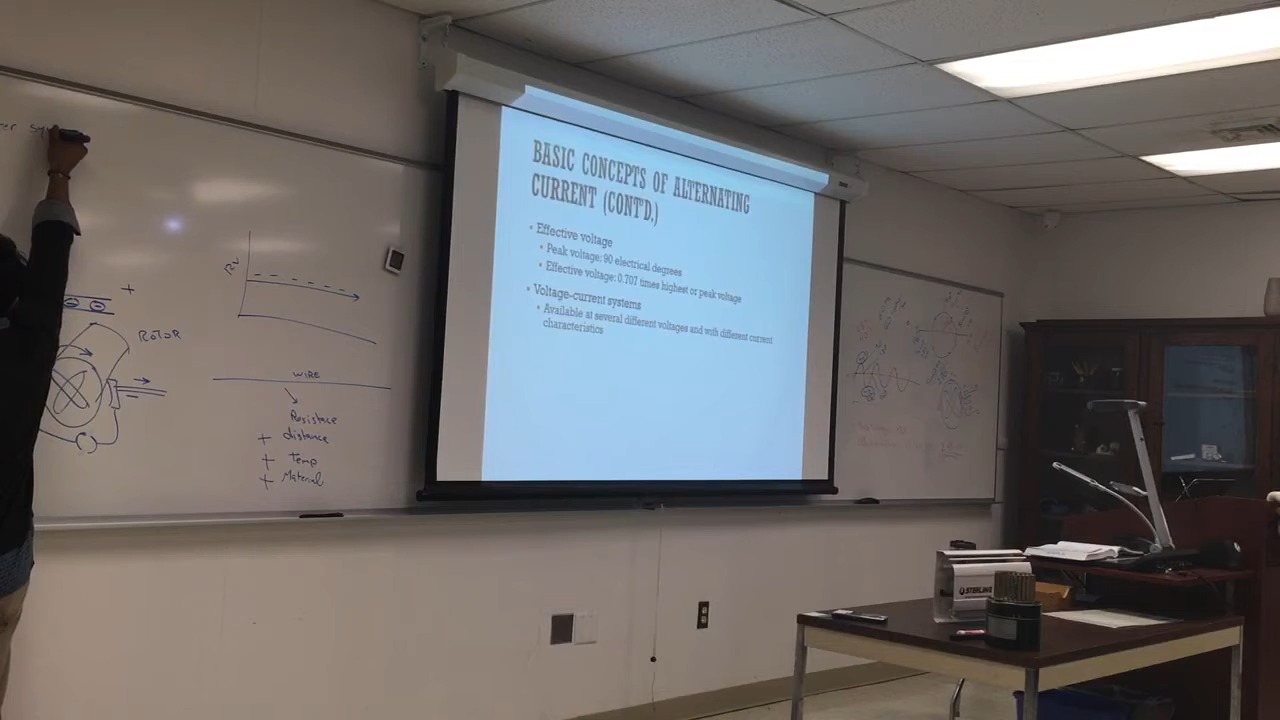 BASIC CONCEPTS OF ALTERNATING
CURRENT (CONT'D.)
• Effective voltage
• Peak voltage: 90 electrical degrees
• Effective voltage: 0.707 times highest or peak voltage
• Voltage-current systems
• Available at several different voltages and with different current
characteristics
+
ROTOR
WIRE
Resistace
+ distance
+ Temp
+ Material
STERLING